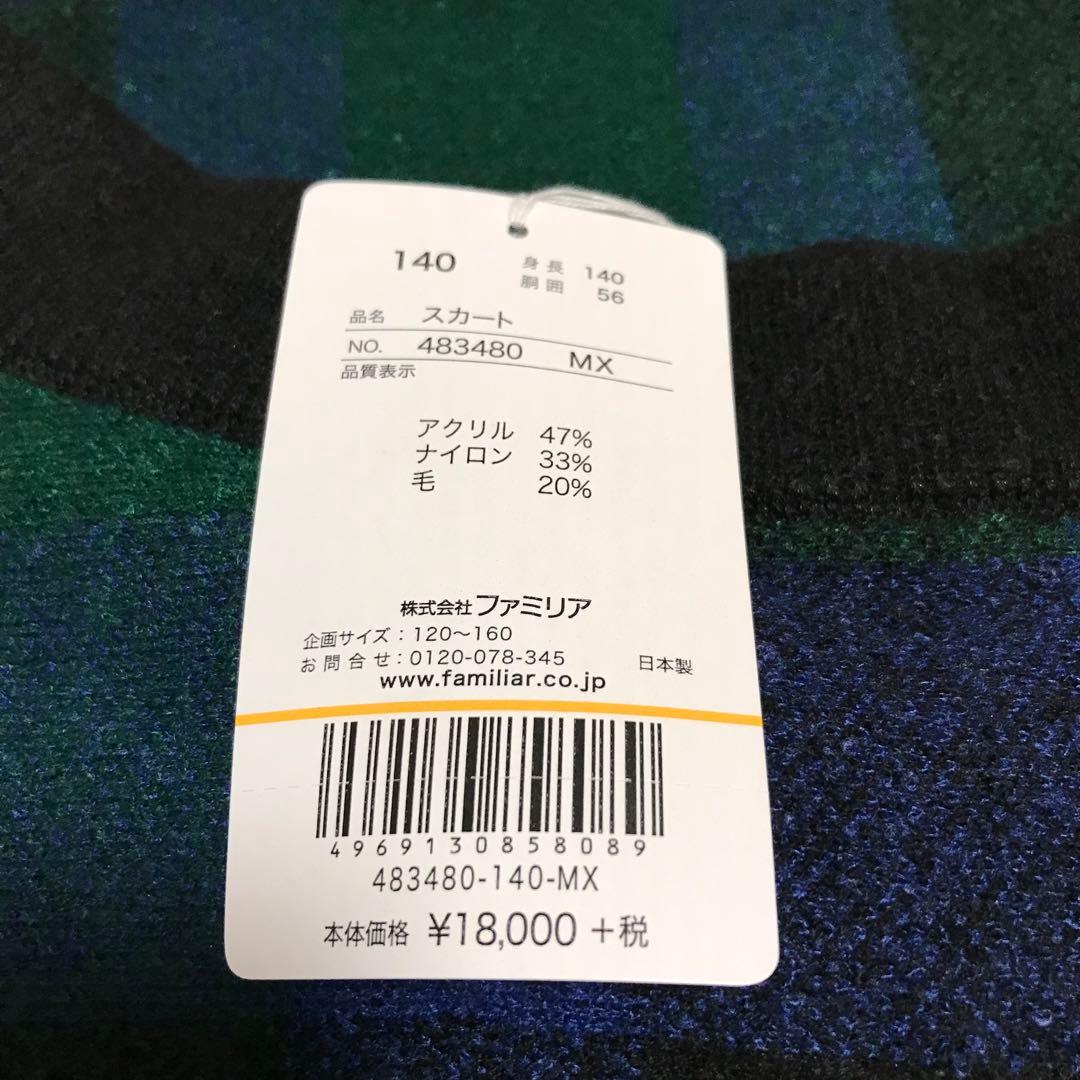 140 身長 140
胴囲 56
品名 スカート
NO. 483480 MX
品質表示
アクリル 47%
ナイロン 33%
毛 20%
株式会社 ファミリア
企画サイズ：120～160
お問合せ：0120-078-345 日本製
www.familiar.co.jp
4969130858089
483480-140-MX
本体価格 ¥18,000 +税